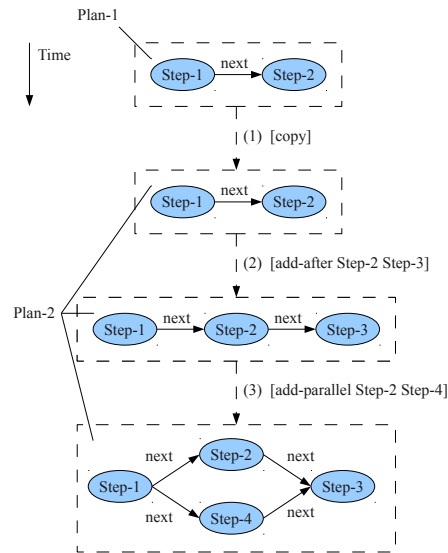 Plan-1
Time
Step-1 next Step-2
(1) [copy]
Step-1 next Step-2
(2) [add-after Step-2 Step-3]
Plan-2
Step-1 next Step-2 next Step-3
(3) [add-parallel Step-2 Step-4]
next Step-2 next
Step-1 Step-3
next Step-4 next